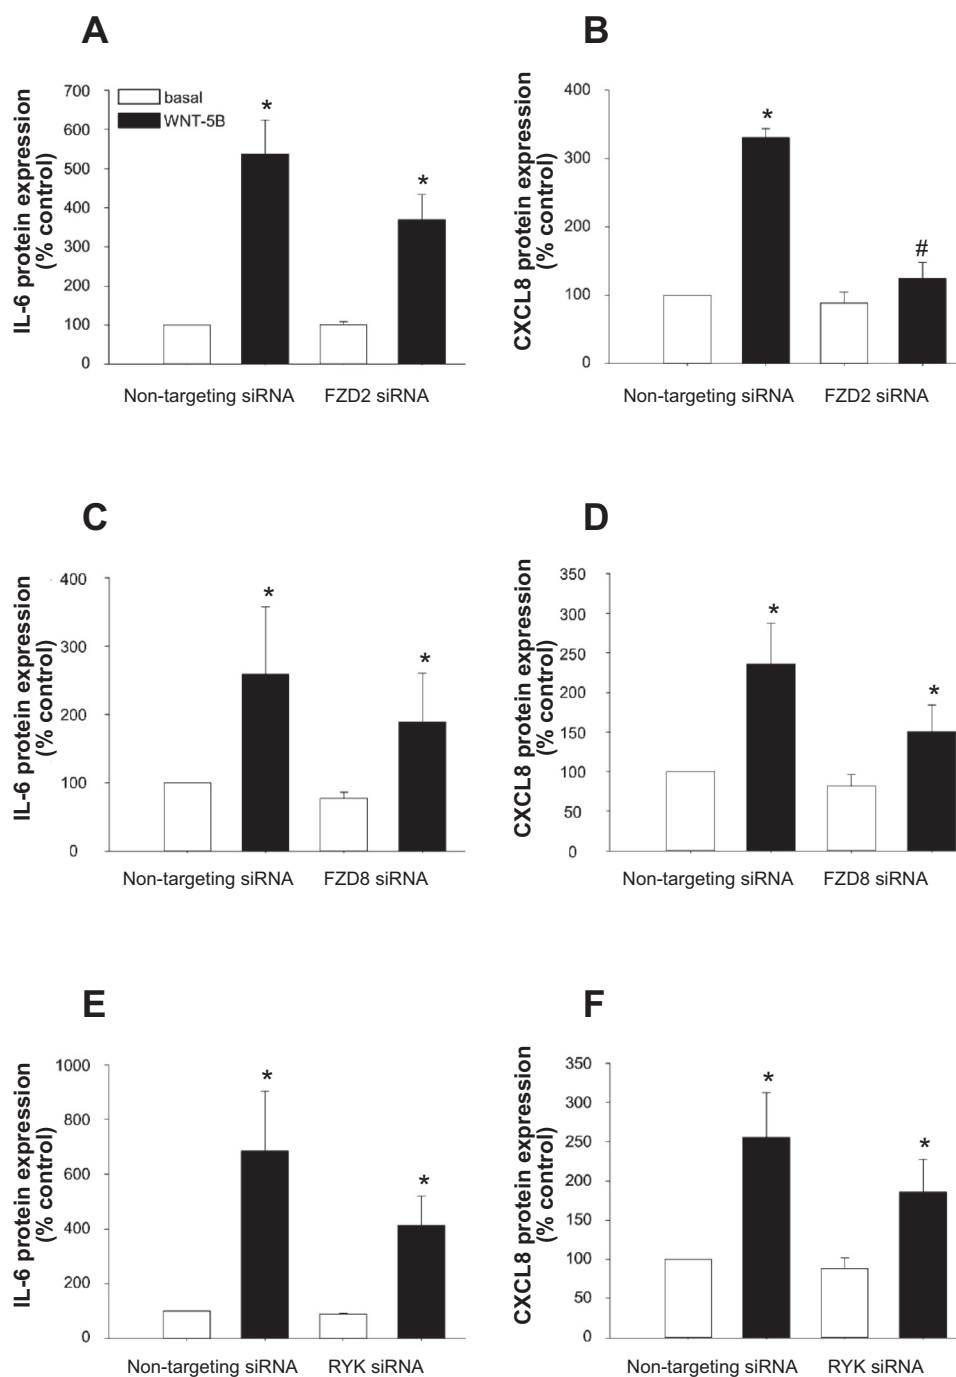 A
IL-6 protein expression
(% control)
700
600
500
400
300
200
100
0
basal
WNT-5B
*
*
Non-targeting siRNA FZD2 siRNA
B
CXCL8 protein expression
(% control)
400
300
200
100
0
*
#
Non-targeting siRNA FZD2 siRNA
C
IL-6 protein expression
(% control)
400
300
200
100
0
*
*
Non-targeting siRNA FZD8 siRNA
D
CXCL8 protein expression
(% control)
350
300
250
200
150
100
50
0
*
*
Non-targeting siRNA FZD8 siRNA
E
IL-6 protein expression
(% control)
1000
800
600
400
200
0
*
*
Non-targeting siRNA RYK siRNA
F
CXCL8 protein expression
(% control)
350
300
250
200
150
100
50
0
*
*
Non-targeting siRNA RYK siRNA